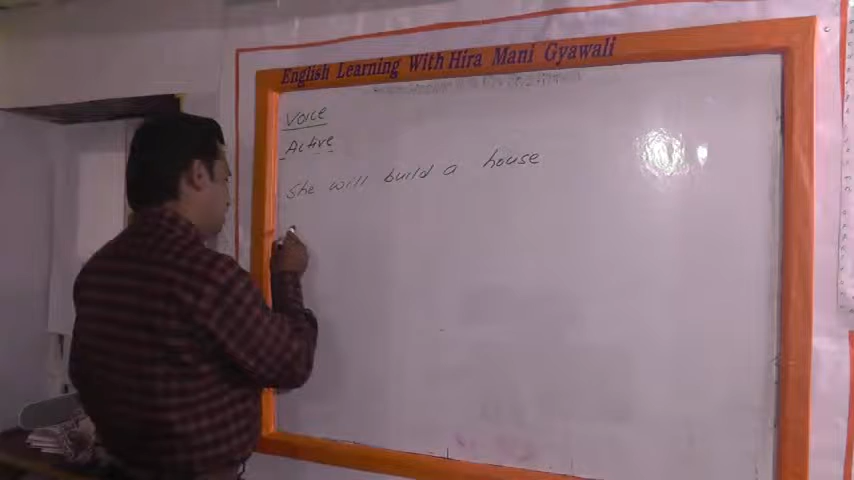 English Learning With Hira Mani Gyawali
Voice
Active
She will build a house